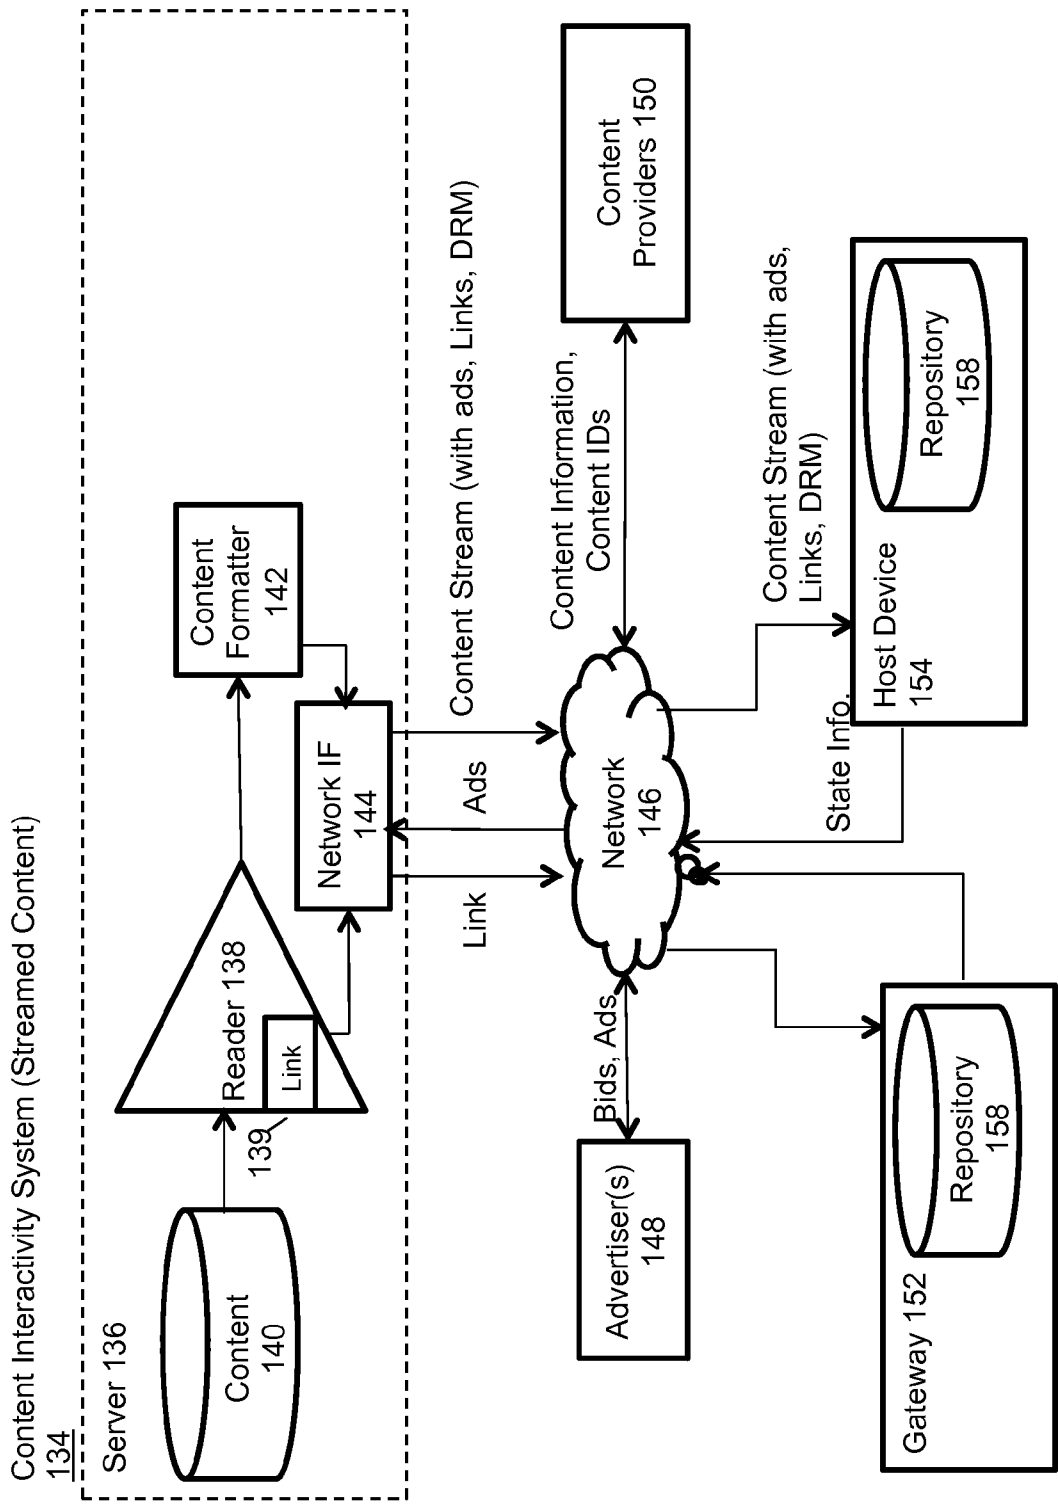 Content Interactivity System (Streamed Content)
134
Server 136
Content
140
139
Reader 138
Link
Content
Formatter
142
Network IF
144
Link
Ads
Content Stream (with ads, Links, DRM)
Advertiser(s)
148
Bids, Ads
Network
146
Content Information,
Content IDs
Content
Providers 150
Gateway 152
Repository
158
State Info.
Content Stream (with ads,
Links, DRM)
Host Device
154
Repository
158